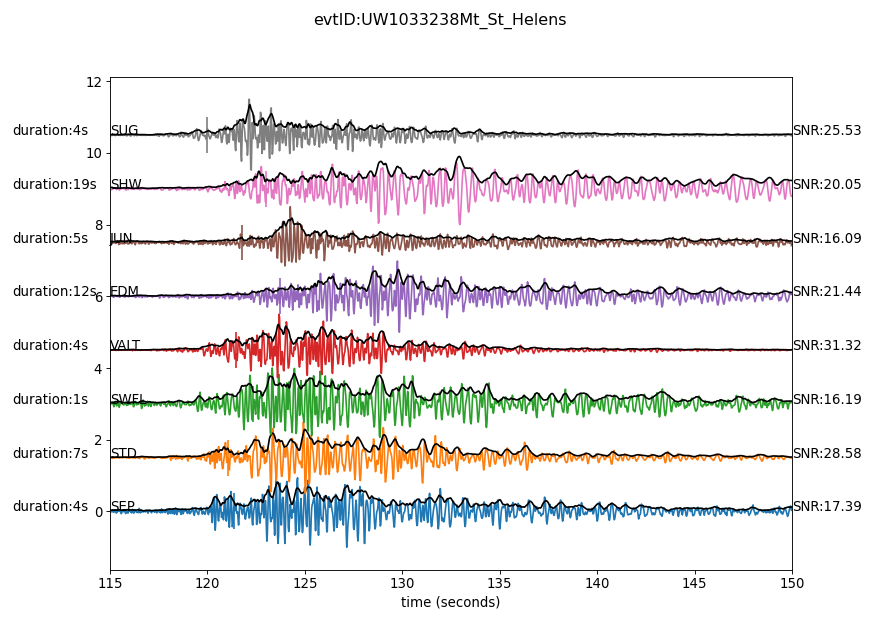 evtID:UW1033238Mt_St_Helens
12
duration:4s SUG SNR:25.53
10
duration:19s SHW SNR:20.05
8
duration:5s JUN SNR:16.09
duration:12s EDM SNR:21.44
6
duration:4s VALT SNR:31.32
4
duration:1s SWFL SNR:16.19
2
duration:7s STD SNR:28.58
duration:4s SEP SNR:17.39
0
115 120 125 130 135 140 145 150
time (seconds)